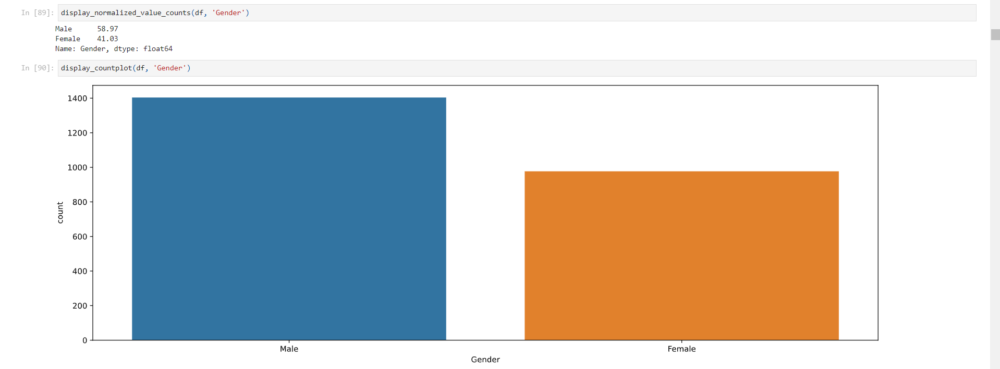 In [89]: display_normalized_value_counts(df, 'Gender')
Male      58.97
Female    41.03
Name: Gender, dtype: float64
In [90]: display_countplot(df, 'Gender')
1400
1200
1000
800
600
400
200
0
count
Male Female
Gender